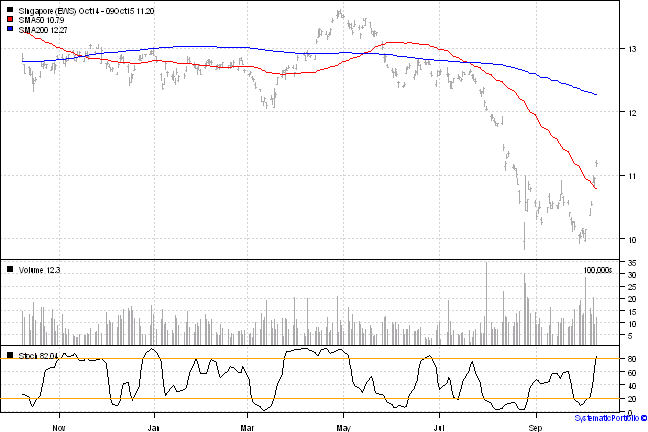 Singapore (EWS) Oct14 - 09Oct15 11.20
SMA50 10.79
SMA200 12.27
13
12
11
10
Volume 12.3
100,000s
35
30
25
20
15
10
5
Stoch 82.04
80
60
40
20
0
Nov Jan Mar May Jul Sep
SystematicPortfolio ©